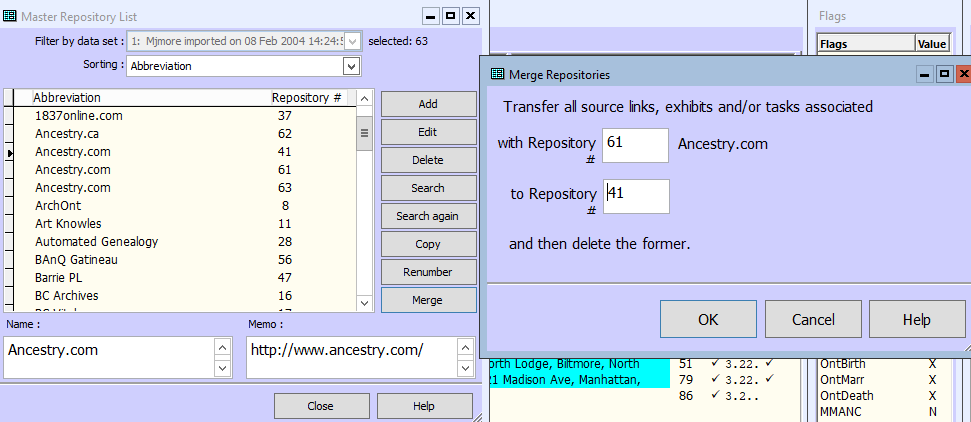 Master Repository List
Filter by data set : 1: Mjmore imported on 08 Feb 2004 14:24:5 selected: 63
Sorting : Abbreviation
Abbreviation Repository #
1837online.com 37
Ancestry.ca 62
Ancestry.com 41
Ancestry.com 61
Ancestry.com 63
ArchOnt 8
Art Knowles 11
Automated Genealogy 28
BAnQ Gatineau 56
Barrie PL 47
BC Archives 16
Add
Edit
Delete
Search
Search again
Copy
Renumber
Merge
Name :
Ancestry.com
Memo :
http://www.ancestry.com/
Close Help
Flags
Flags Value
Merge Repositories
Transfer all source links, exhibits and/or tasks associated
with Repository # 61 Ancestry.com
to Repository # 41
and then delete the former.
OK Cancel Help
orth Lodge, Biltmore, North 51 ✓ 3.22. ✓
21 Madison Ave, Manhattan, 79 ✓ 3.22. ✓
86 ✓ 3.2..
OntBirth X
OntMarr X
OntDeath X
MMANC N